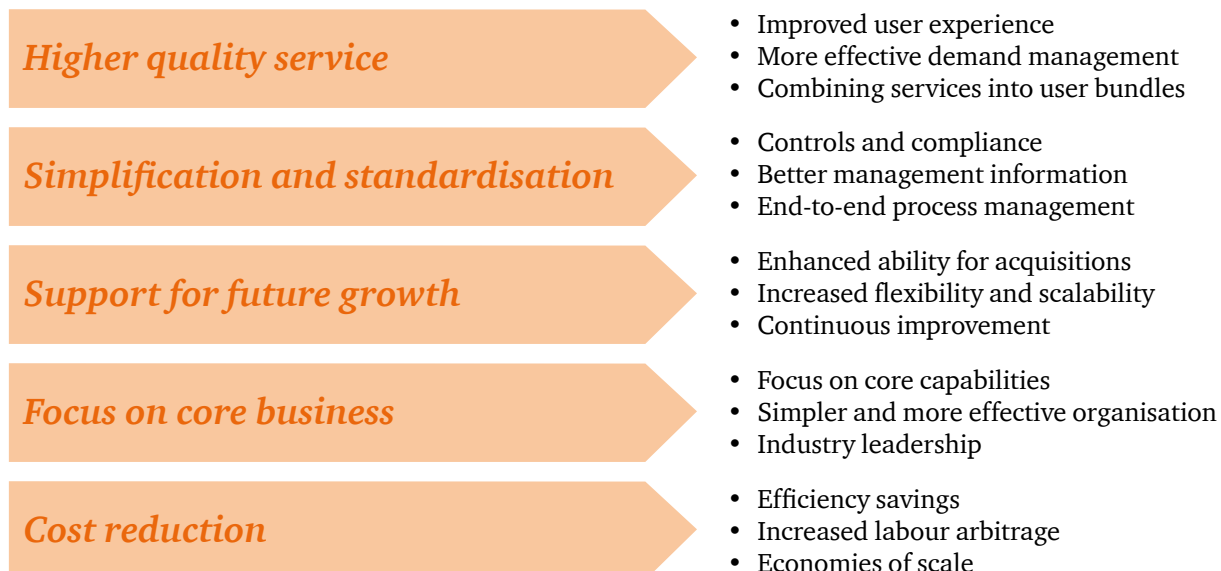 Higher quality service
• Improved user experience
• More effective demand management
• Combining services into user bundles
Simplification and standardisation
• Controls and compliance
• Better management information
• End-to-end process management
Support for future growth
• Enhanced ability for acquisitions
• Increased flexibility and scalability
• Continuous improvement
Focus on core business
• Focus on core capabilities
• Simpler and more effective organisation
• Industry leadership
Cost reduction
• Efficiency savings
• Increased labour arbitrage
• Economies of scale